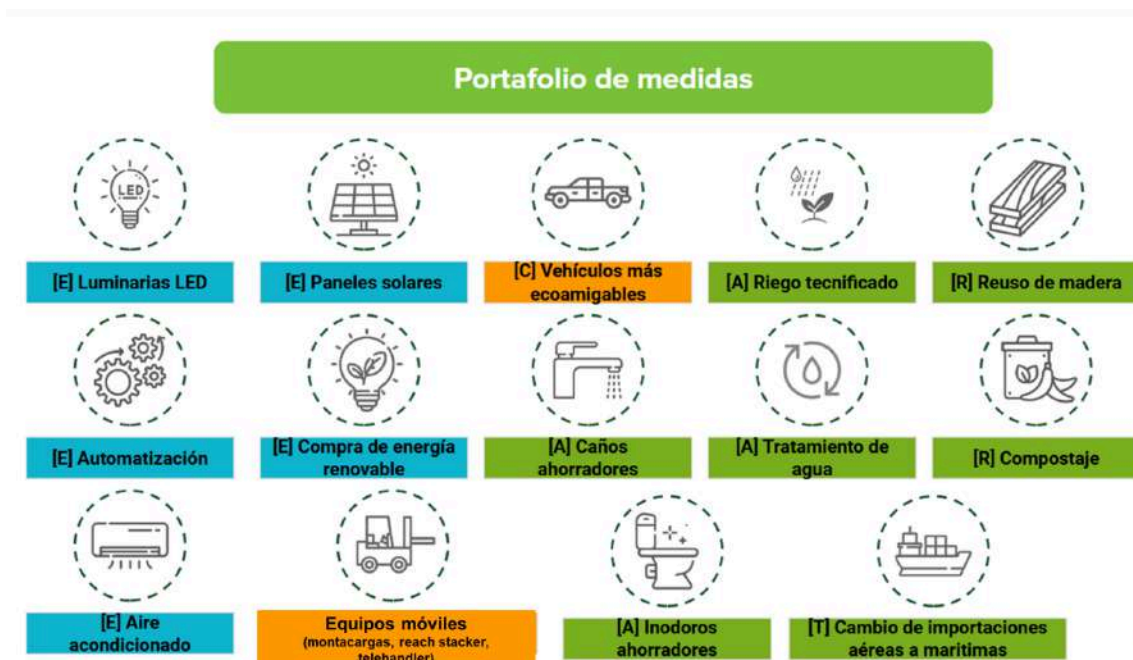 Portafolio de medidas
LED
[E] Luminarias LED
[E] Paneles solares
[C] Vehículos más
ecoamigables
[A] Riego tecnificado
[R] Reuso de madera
[E] Automatización
[E] Compra de energía
renovable
[A] Caños
ahorradores
[A] Tratamiento de
agua
[R] Compostaje
[E] Aire
acondicionado
Equipos móviles
(montacargas, reach stacker,
telehandler)
[A] Inodoros
ahorradores
[T] Cambio de importaciones
aéreas a maritimas